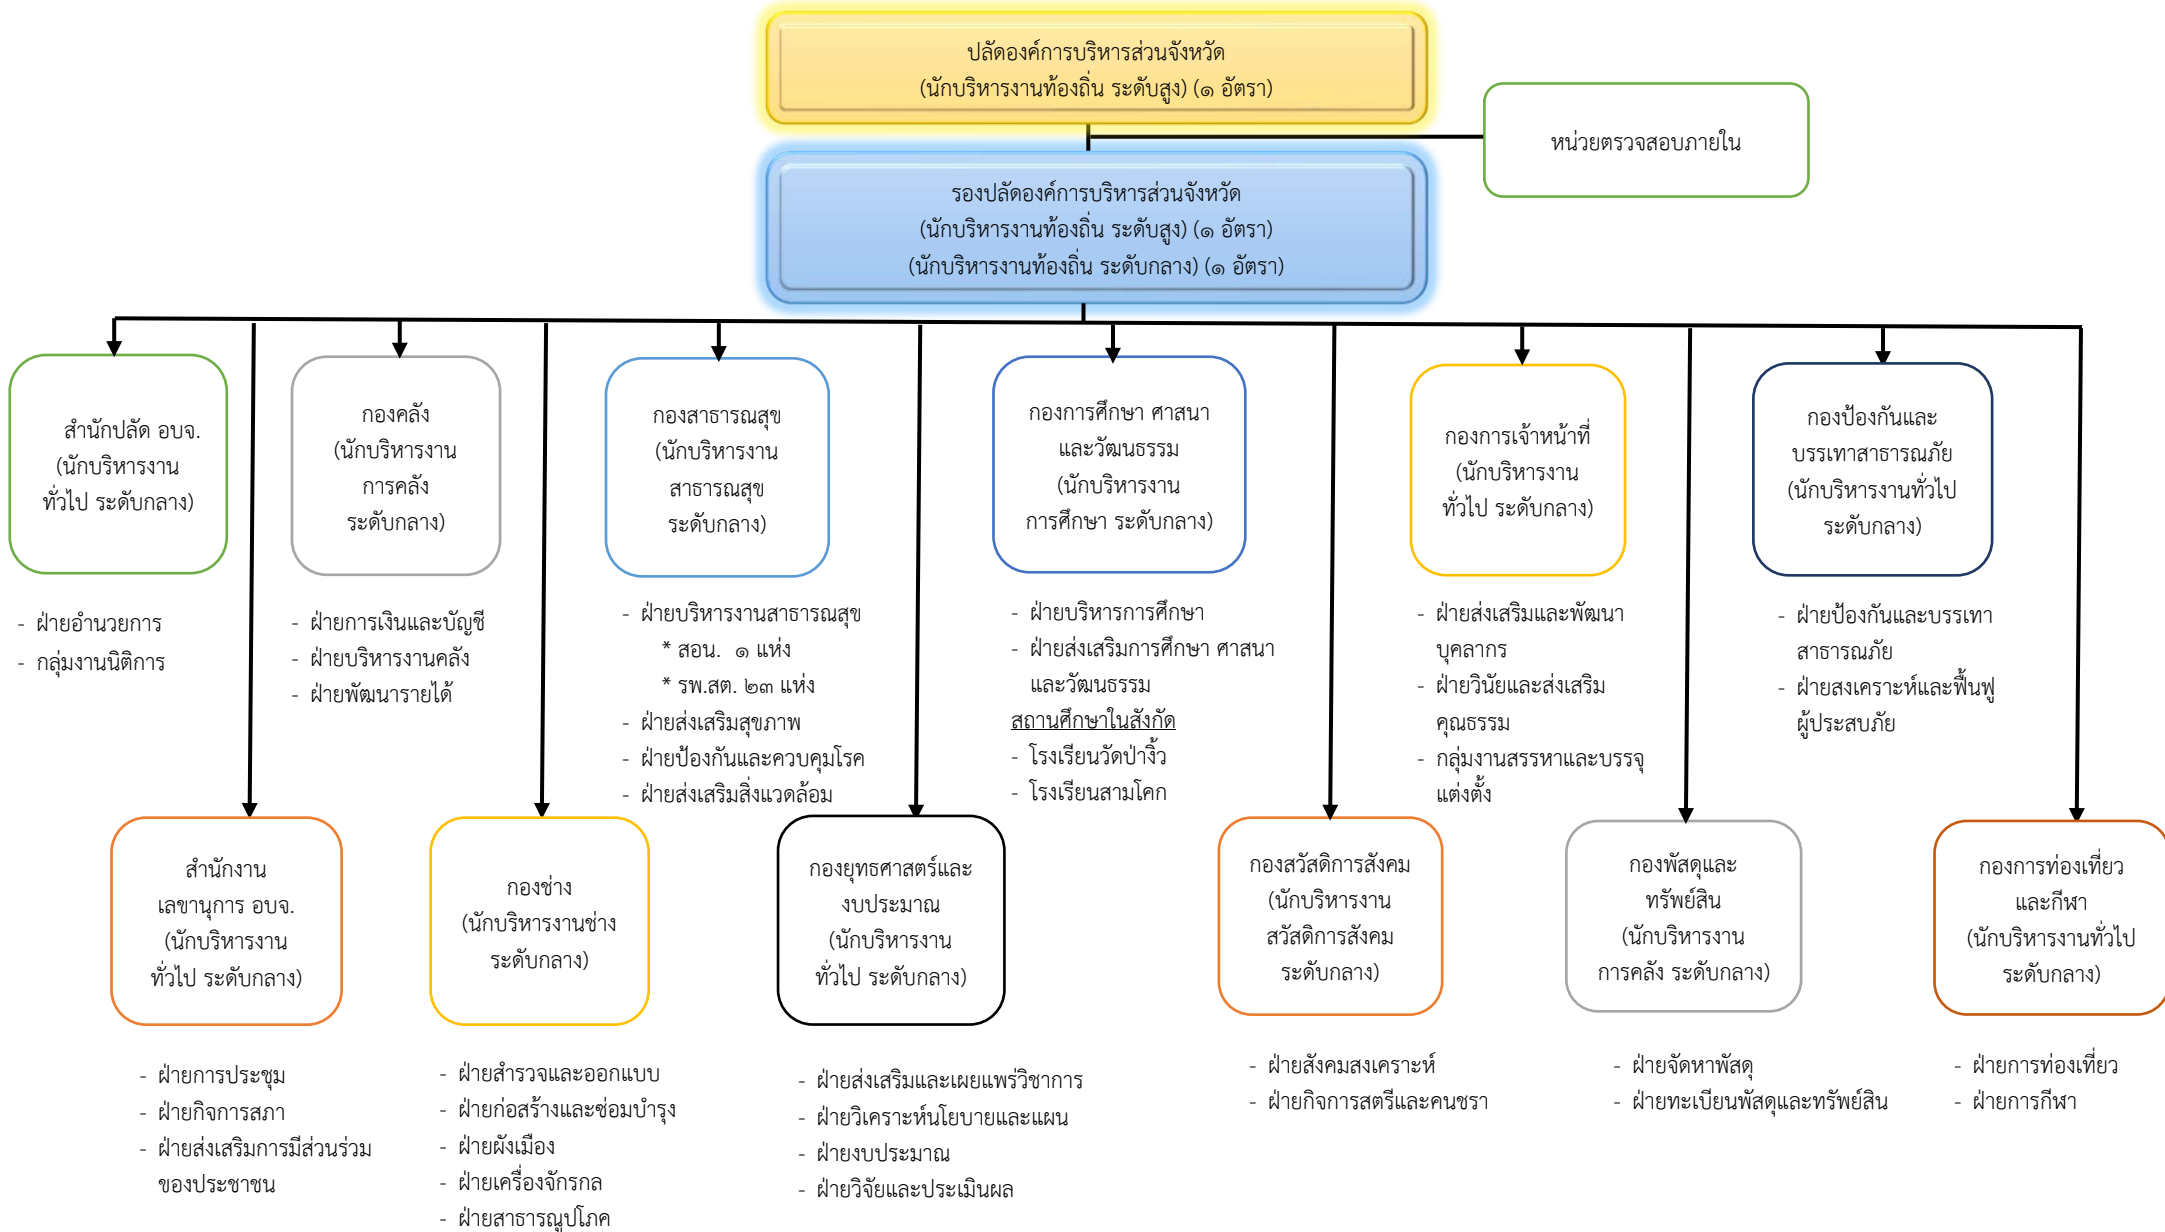 ปลัดองค์การบริหารส่วนจังหวัด
(นักบริหารงานท้องถิ่น ระดับสูง) (๑ อัตรา)
หน่วยตรวจสอบภายใน
รองปลัดองค์การบริหารส่วนจังหวัด
(นักบริหารงานท้องถิ่น ระดับสูง) (๑ อัตรา)
(นักบริหารงานท้องถิ่น ระดับกลาง) (๑ อัตรา)
สำนักปลัด อบจ.
(นักบริหารงาน
ทั่วไป ระดับกลาง)
- ฝ่ายอำนวยการ
- กลุ่มงานนิติการ
กองคลัง
(นักบริหารงาน
การคลัง
ระดับกลาง)
- ฝ่ายการเงินและบัญชี
- ฝ่ายบริหารงานคลัง
- ฝ่ายพัฒนารายได้
กองสาธารณสุข
(นักบริหารงาน
สาธารณสุข
ระดับกลาง)
- ฝ่ายบริหารงานสาธารณสุข
* สอน. ๑ แห่ง
* รพ.สต. ๒๓ แห่ง
- ฝ่ายส่งเสริมสุขภาพ
- ฝ่ายป้องกันและควบคุมโรค
- ฝ่ายส่งเสริมสิ่งแวดล้อม
กองการศึกษา ศาสนา
และวัฒนธรรม
(นักบริหารงาน
การศึกษา ระดับกลาง)
- ฝ่ายบริหารการศึกษา
- ฝ่ายส่งเสริมการศึกษา ศาสนา
และวัฒนธรรม
สถานศึกษาในสังกัด
- โรงเรียนวัดป่างิ้ว
- โรงเรียนสามโคก
กองการเจ้าหน้าที่
(นักบริหารงาน
ทั่วไป ระดับกลาง)
- ฝ่ายส่งเสริมและพัฒนา
บุคลากร
- ฝ่ายวินัยและส่งเสริม
คุณธรรม
- กลุ่มงานสรรหาและบรรจุ
แต่งตั้ง
กองป้องกันและ
บรรเทาสาธารณภัย
(นักบริหารงานทั่วไป
ระดับกลาง)
- ฝ่ายป้องกันและบรรเทา
สาธารณภัย
- ฝ่ายสงเคราะห์และฟื้นฟู
ผู้ประสบภัย
สำนักงาน
เลขานุการ อบจ.
(นักบริหารงาน
ทั่วไป ระดับกลาง)
- ฝ่ายการประชุม
- ฝ่ายกิจการสภา
- ฝ่ายส่งเสริมการมีส่วนร่วม
ของประชาชน
กองช่าง
(นักบริหารงานช่าง
ระดับกลาง)
- ฝ่ายสำรวจและออกแบบ
- ฝ่ายก่อสร้างและซ่อมบำรุง
- ฝ่ายผังเมือง
- ฝ่ายเครื่องจักรกล
- ฝ่ายสาธารณูปโภค
กองยุทธศาสตร์และ
งบประมาณ
(นักบริหารงาน
ทั่วไป ระดับกลาง)
- ฝ่ายส่งเสริมและเผยแพร่วิชาการ
- ฝ่ายวิเคราะห์นโยบายและแผน
- ฝ่ายงบประมาณ
- ฝ่ายวิจัยและประเมินผล
กองสวัสดิการสังคม
(นักบริหารงาน
สวัสดิการสังคม
ระดับกลาง)
- ฝ่ายสังคมสงเคราะห์
- ฝ่ายกิจการสตรีและคนชรา
กองพัสดุและ
ทรัพย์สิน
(นักบริหารงาน
การคลัง ระดับกลาง)
- ฝ่ายจัดหาพัสดุ
- ฝ่ายทะเบียนพัสดุและทรัพย์สิน
กองการท่องเที่ยว
และกีฬา
(นักบริหารงานทั่วไป
ระดับกลาง)
- ฝ่ายการท่องเที่ยว
- ฝ่ายการกีฬา